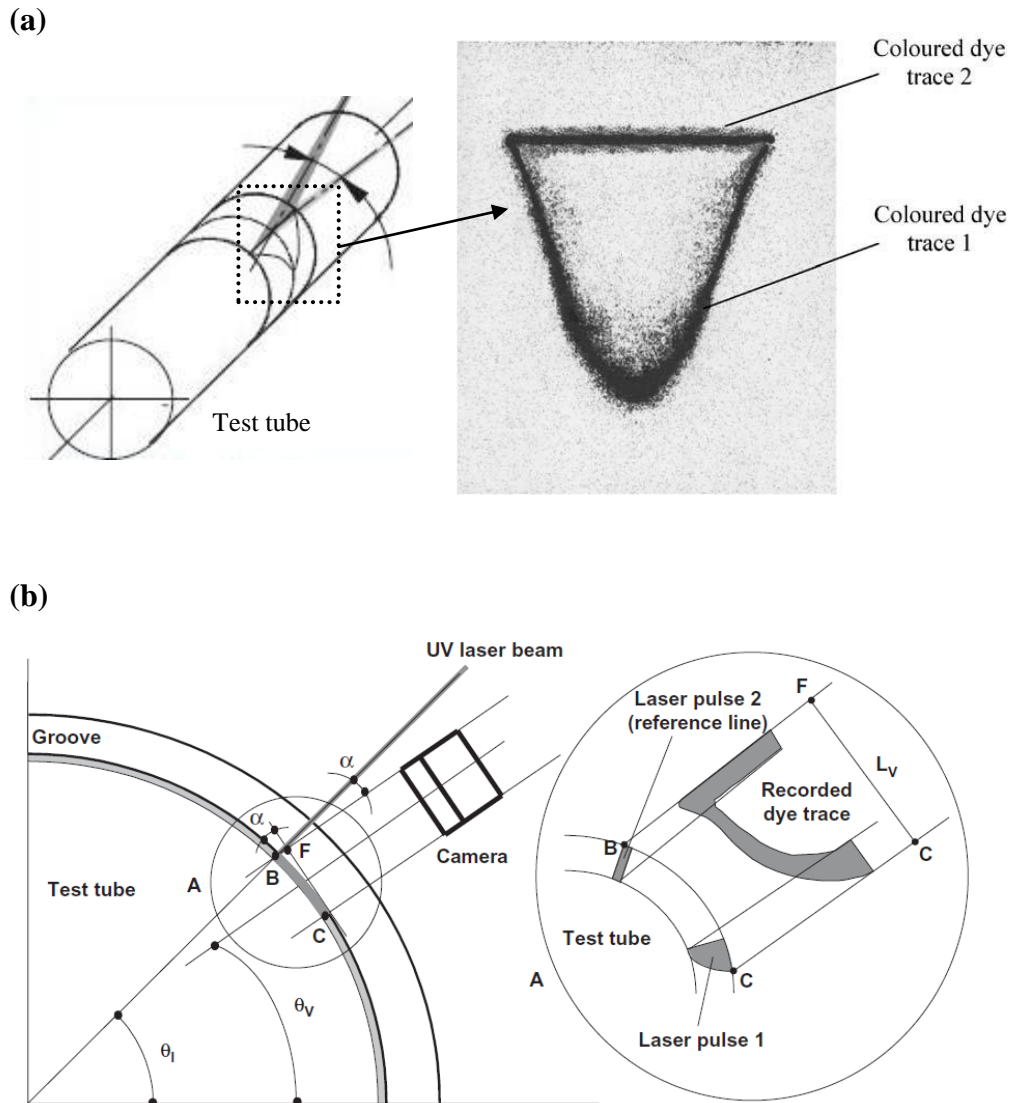 (a)
Coloured dye
trace 2
Coloured dye
trace 1
Test tube
(b)
UV laser beam
Groove
α
α
F
B
A
C
Camera
Test tube
θV
θI
Laser pulse 2
(reference line)
F
LV
Recorded
dye trace
B
C
Test tube
A
C
Laser pulse 1